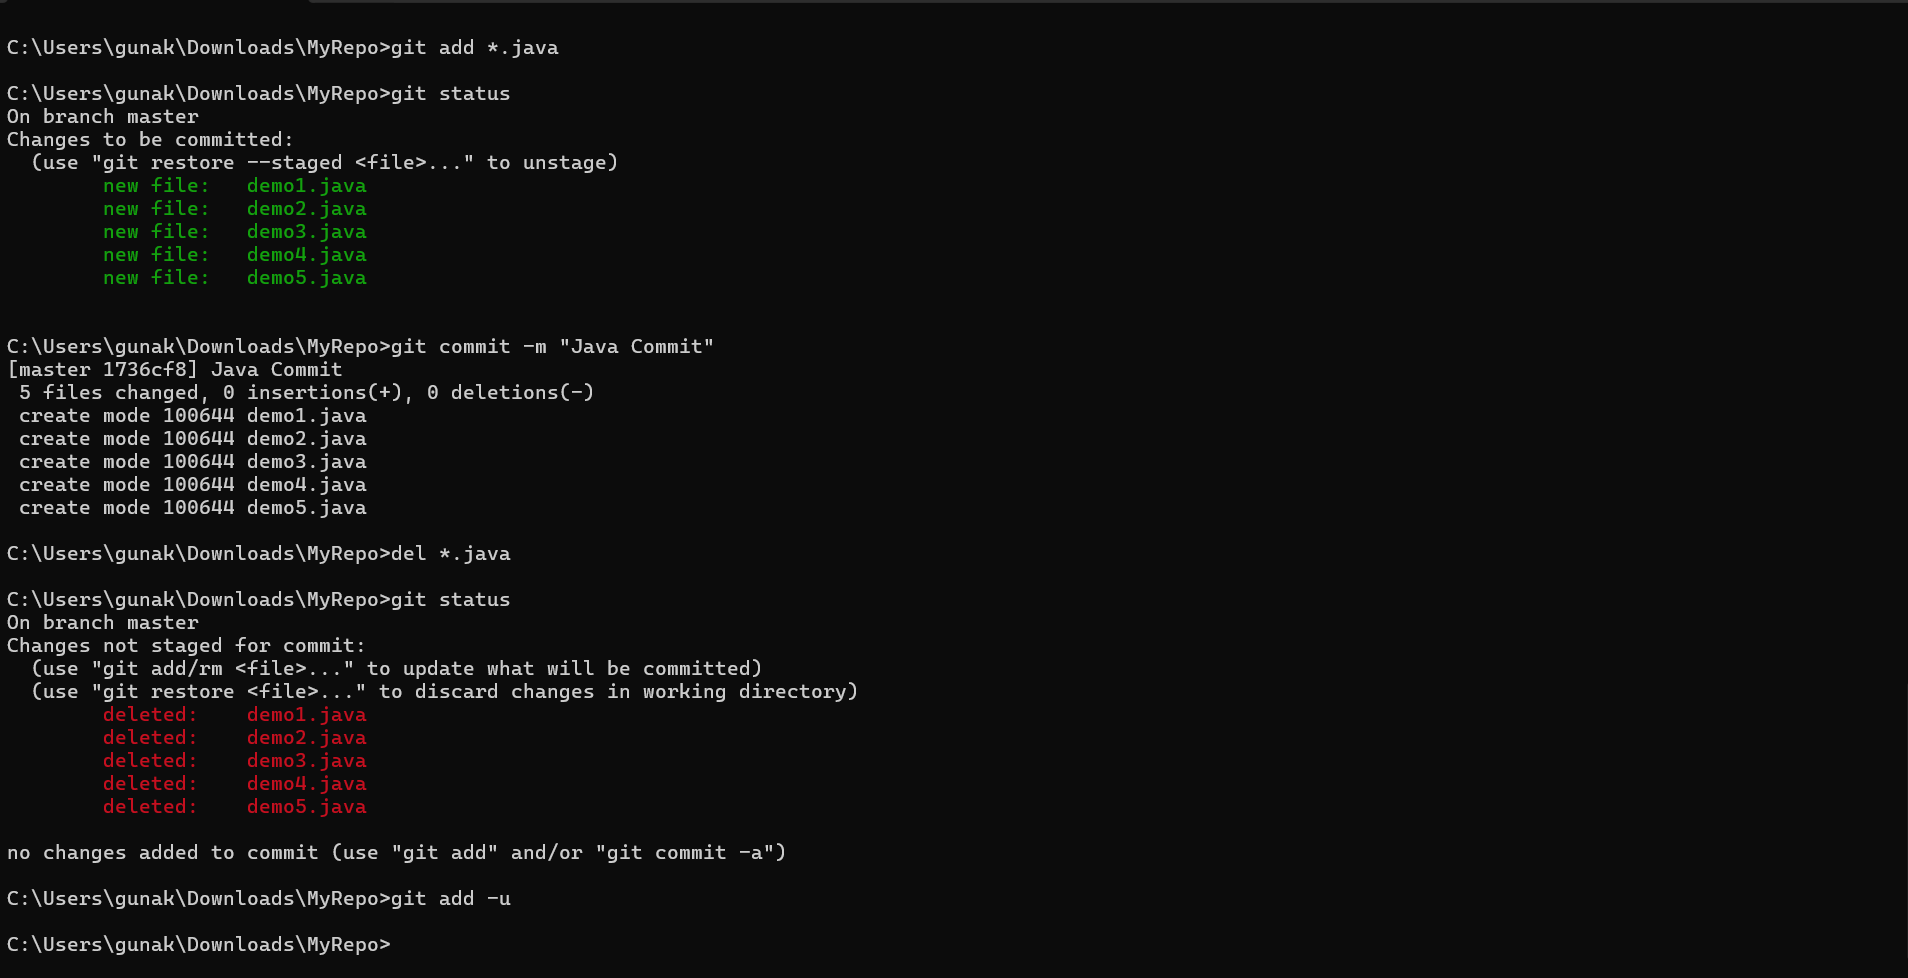 C:\Users\gunak\Downloads\MyRepo>git add *.java
C:\Users\gunak\Downloads\MyRepo>git status
On branch master
Changes to be committed:
  (use "git restore --staged <file>..." to unstage)
        new file:   demo1.java
        new file:   demo2.java
        new file:   demo3.java
        new file:   demo4.java
        new file:   demo5.java
C:\Users\gunak\Downloads\MyRepo>git commit -m "Java Commit"
[master 1736cf8] Java Commit
 5 files changed, 0 insertions(+), 0 deletions(-)
 create mode 100644 demo1.java
 create mode 100644 demo2.java
 create mode 100644 demo3.java
 create mode 100644 demo4.java
 create mode 100644 demo5.java
C:\Users\gunak\Downloads\MyRepo>del *.java
C:\Users\gunak\Downloads\MyRepo>git status
On branch master
Changes not staged for commit:
  (use "git add/rm <file>..." to update what will be committed)
  (use "git restore <file>..." to discard changes in working directory)
        deleted:    demo1.java
        deleted:    demo2.java
        deleted:    demo3.java
        deleted:    demo4.java
        deleted:    demo5.java
no changes added to commit (use "git add" and/or "git commit -a")
C:\Users\gunak\Downloads\MyRepo>git add -u
C:\Users\gunak\Downloads\MyRepo>